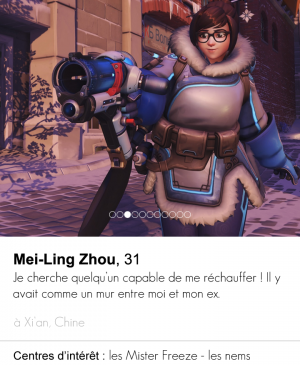 Mei-Ling Zhou, 31
Je cherche quelqu'un capable de me réchauffer ! Il y
avait comme un mur entre moi et mon ex.
à Xi'an, Chine
Centres d'intérêt : les Mister Freeze - les nems